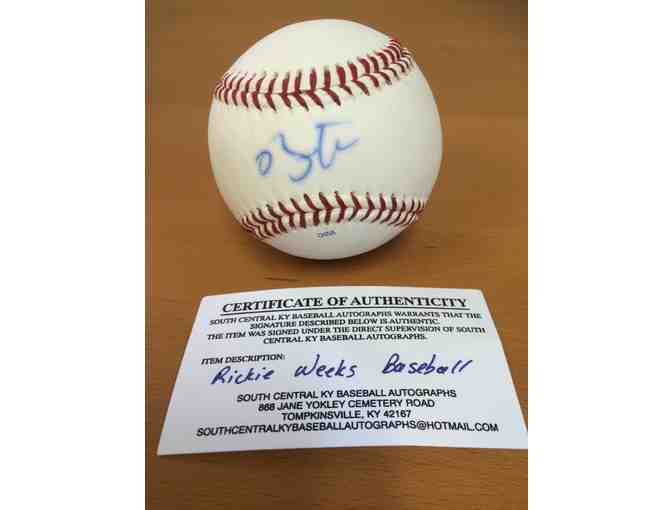 CERTIFICATE OF AUTHENTICITY
SOUTH CENTRAL KY BASEBALL AUTOGRAPHS WARRANTS THAT THE
SIGNATURE DESCRIBED BELOW IS AUTHENTIC.
THE ITEM WAS SIGNED UNDER THE DIRECT SUPERVISION OF SOUTH
CENTRAL KY BASEBALL AUTOGRAPHS.
ITEM DESCRIPTION:
Rickie Weeks Baseball
SOUTH CENTRAL KY BASEBALL AUTOGRAPHS
868 JANE YOKLEY CEMETERY ROAD
TOMPKINSVILLE, KY 42167
SOUTHCENTRALKYBASEBALLAUTOGRAPHS@HOTMAIL.COM